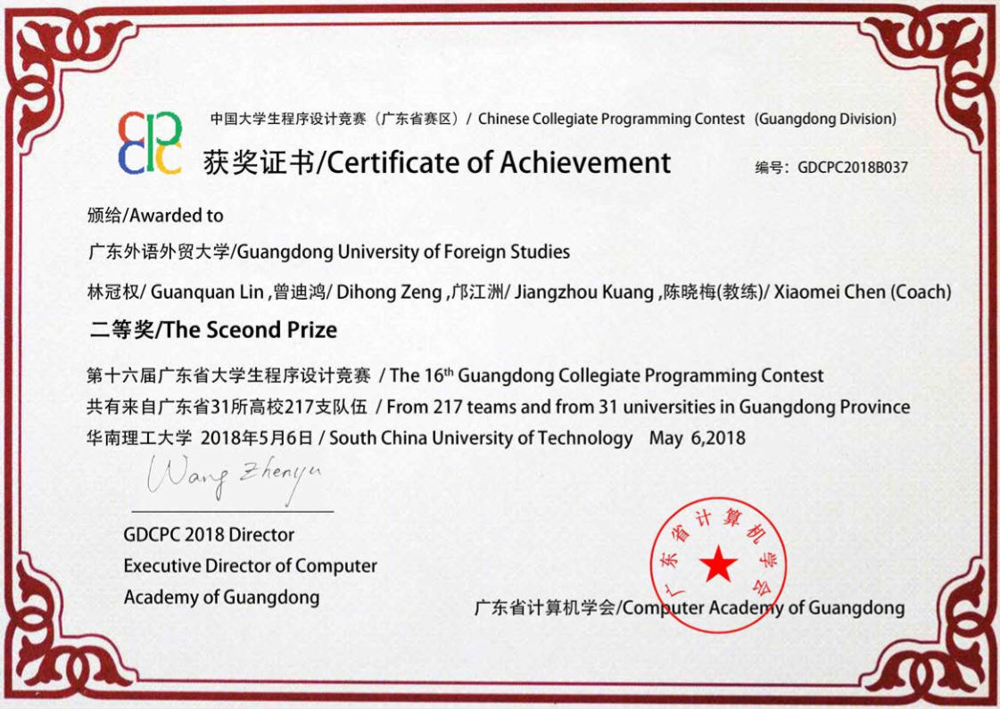 中国大学生程序设计竞赛（广东省赛区）/ Chinese Collegiate Programming Contest (Guangdong Division)
CCPC
获奖证书/Certificate of Achievement
编号：GDCPC2018B037
颁给/Awarded to
广东外语外贸大学/Guangdong University of Foreign Studies
林冠权/ Guanquan Lin ,曾迪鸿/ Dihong Zeng ,邝江洲/ Jiangzhou Kuang ,陈晓梅(教练)/ Xiaomei Chen (Coach)
二等奖/The Sceond Prize
第十六届广东省大学生程序设计竞赛 / The 16th Guangdong Collegiate Programming Contest
共有来自广东省31所高校217支队伍 / From 217 teams and from 31 universities in Guangdong Province
华南理工大学 2018年5月6日 / South China University of Technology May 6,2018
Wang Zhenyu
GDCPC 2018 Director
Executive Director of Computer
Academy of Guangdong
广东省计算机学会
广东省计算机学会/Computer Academy of Guangdong